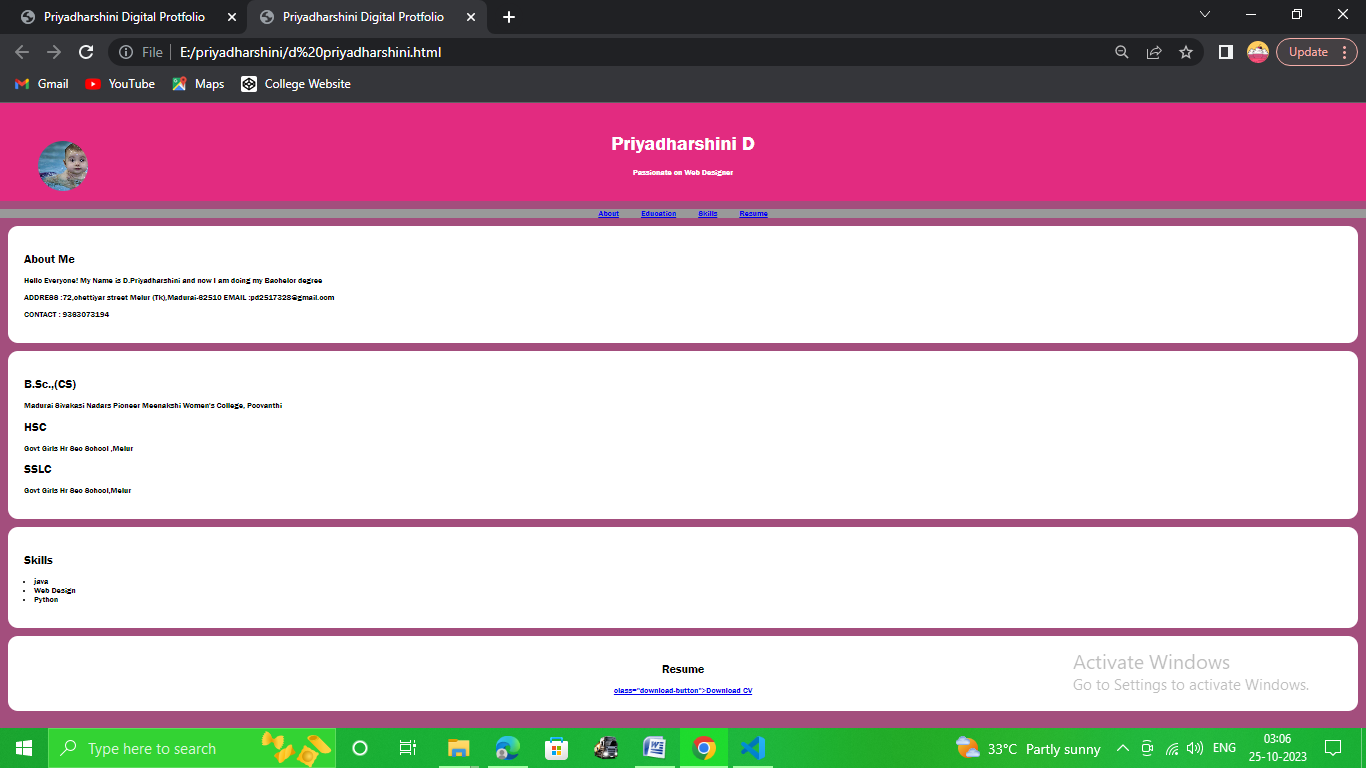 Priyadharshini Digital Protfolio
Priyadharshini Digital Protfolio
File
E:/priyadharshini/d%20priyadharshini.html
Update
Gmail
YouTube
Maps
College Website
Priyadharshini D
Passionate on Web Designer
About Education Skills Resume
About Me
Hello Everyone! My Name is D.Priyadharshini and now I am doing my Bachelor degree
ADDRESS :72,chettiyar street Melur (Tk),Madurai-62510 EMAIL :pd2517328@gmail.com
CONTACT : 9363073194
B.Sc.,(CS)
Madurai Sivakasi Nadars Pioneer Meenakshi Women's College, Poovanthi
HSC
Govt Girls Hr Sec School ,Melur
SSLC
Govt Girls Hr Sec School,Melur
Skills
java
Web Design
Python
Resume
class="download-button">Download CV
Activate Windows
Go to Settings to activate Windows.
Type here to search
33°C Partly sunny
ENG
03:06
25-10-2023